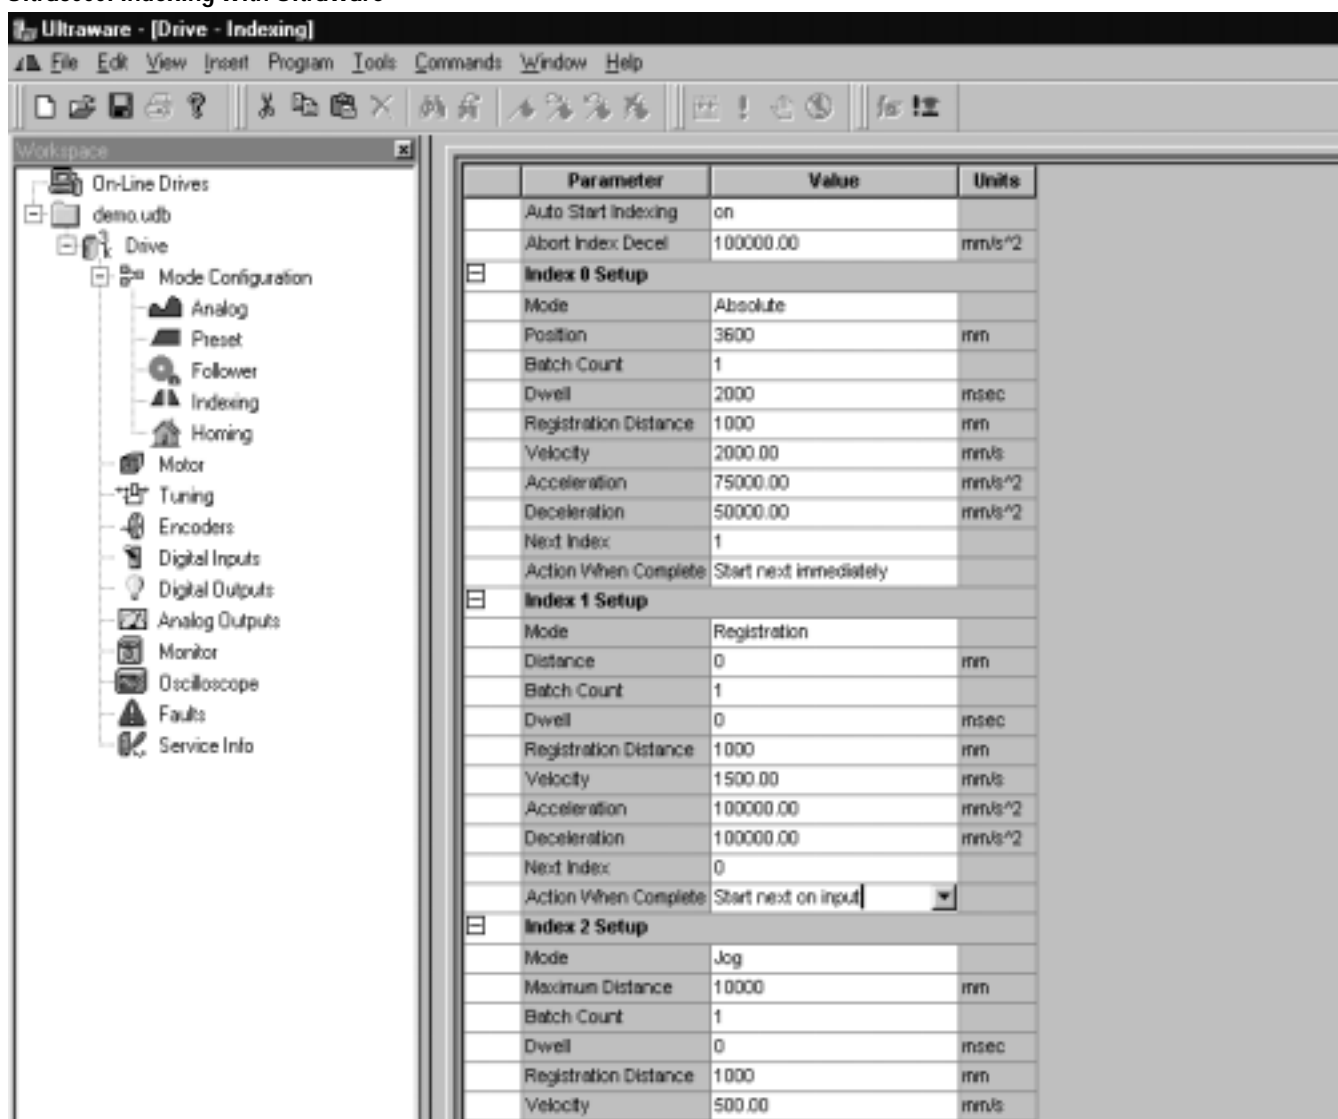 Ultraware - [Drive - Indexing]
File Edit View Insert Program Tools Commands Window Help
Workspace
On-Line Drives
demo.udb
Drive
Mode Configuration
Analog
Preset
Follower
Indexing
Homing
Motor
Tuning
Encoders
Digital Inputs
Digital Outputs
Analog Outputs
Monitor
Oscilloscope
Faults
Service Info
Parameter Value Units
Auto Start Indexing on
Abort Index Decel 100000.00 mm/s^2
Index 0 Setup
Mode Absolute
Position 3600 mm
Batch Count 1
Dwell 2000 msec
Registration Distance 1000 mm
Velocity 2000.00 mm/s
Acceleration 75000.00 mm/s^2
Deceleration 50000.00 mm/s^2
Next Index 1
Action When Complete Start next immediately
Index 1 Setup
Mode Registration
Distance 0 mm
Batch Count 1
Dwell 0 msec
Registration Distance 1000 mm
Velocity 1500.00 mm/s
Acceleration 100000.00 mm/s^2
Deceleration 100000.00 mm/s^2
Next Index 0
Action When Complete Start next on input
Index 2 Setup
Mode Jog
Maximum Distance 10000 mm
Batch Count 1
Dwell 0 msec
Registration Distance 1000 mm
Velocity 500.00 mm/s